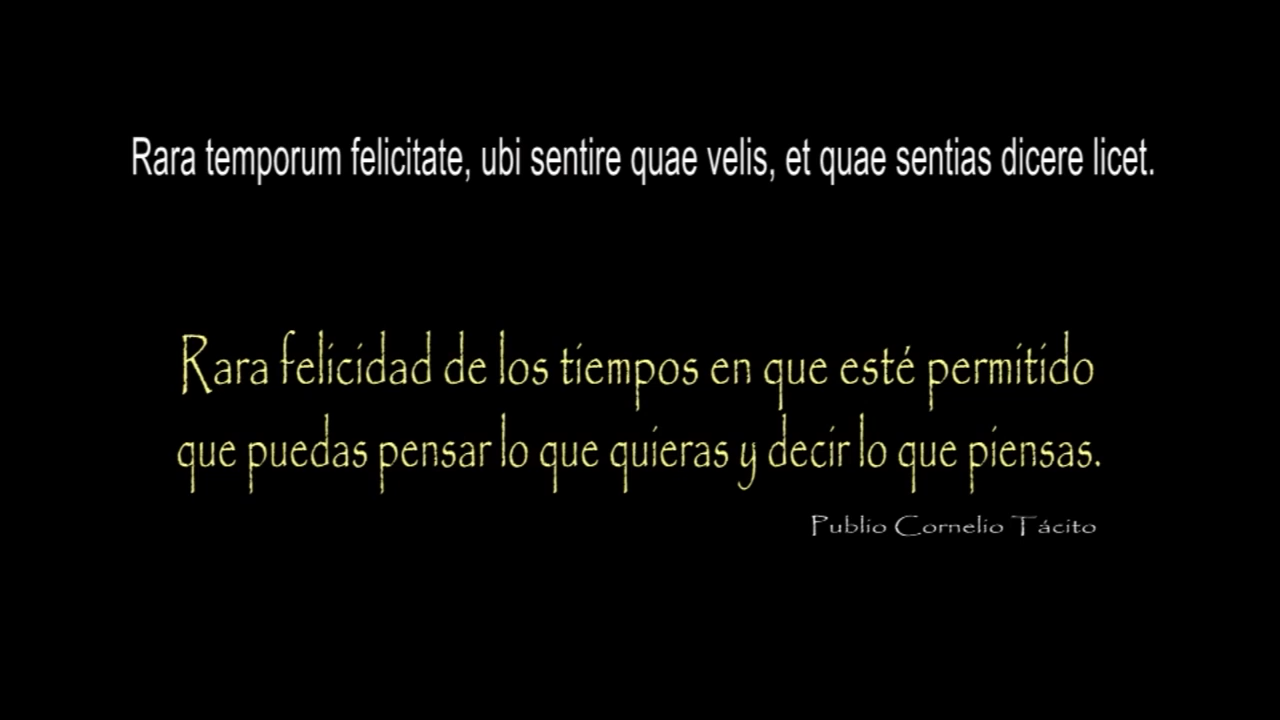 Rara temporum felicitate, ubi sentire quae velis, et quae sentias dicere licet.
Rara felicidad de los tiempos en que esté permitido
que puedas pensar lo que quieras y decir lo que piensas.
Publio Cornelio Tácito